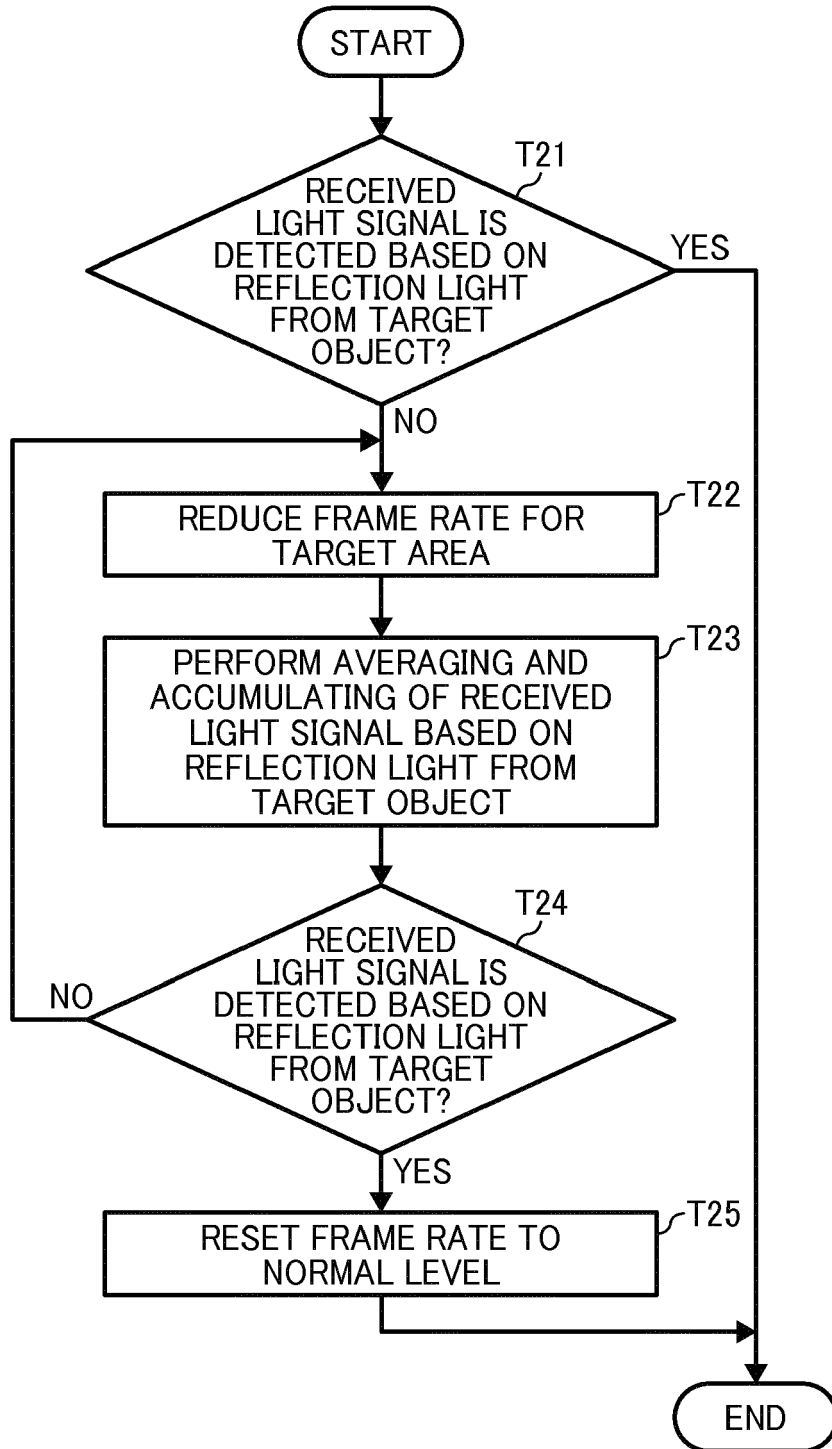 START
T21
RECEIVED
LIGHT SIGNAL IS
DETECTED BASED ON
REFLECTION LIGHT
FROM TARGET
OBJECT?
YES
NO
T22
REDUCE FRAME RATE FOR
TARGET AREA
T23
PERFORM AVERAGING AND
ACCUMULATING OF RECEIVED
LIGHT SIGNAL BASED ON
REFLECTION LIGHT FROM
TARGET OBJECT
T24
RECEIVED
LIGHT SIGNAL IS
DETECTED BASED ON
REFLECTION LIGHT
FROM TARGET
OBJECT?
NO
YES
T25
RESET FRAME RATE TO
NORMAL LEVEL
END